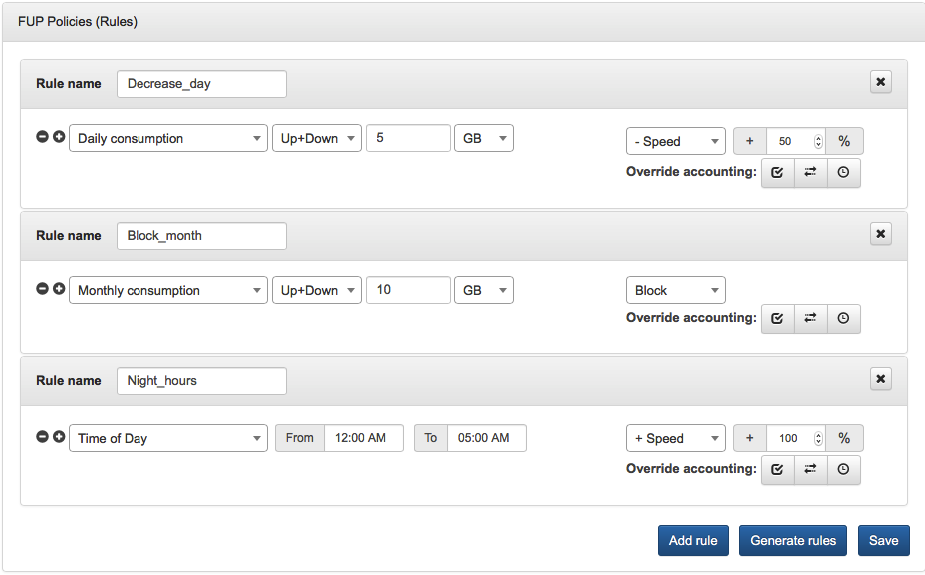 FUP Policies (Rules)
Rule name Decrease_day
Daily consumption Up+Down 5 GB - Speed + 50 %
Override accounting:
Rule name Block_month
Monthly consumption Up+Down 10 GB Block
Override accounting:
Rule name Night_hours
Time of Day From 12:00 AM To 05:00 AM + Speed + 100 %
Override accounting:
Add rule Generate rules Save